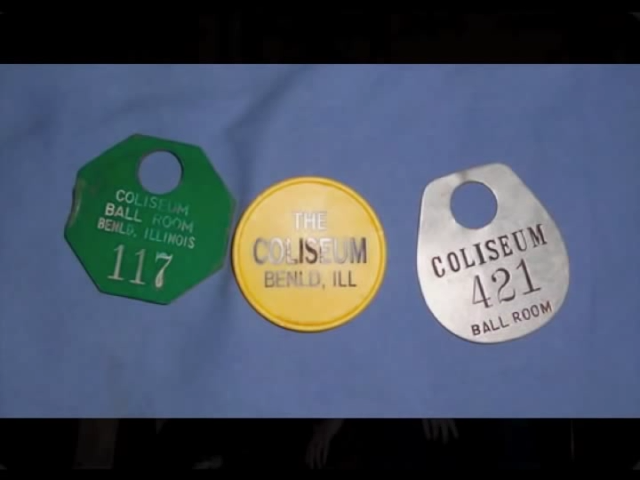 COLISEUM
BALL ROOM
BENLD, ILLINOIS
117
THE
COLISEUM
BENLD, ILL
COLISEUM
421
BALL ROOM